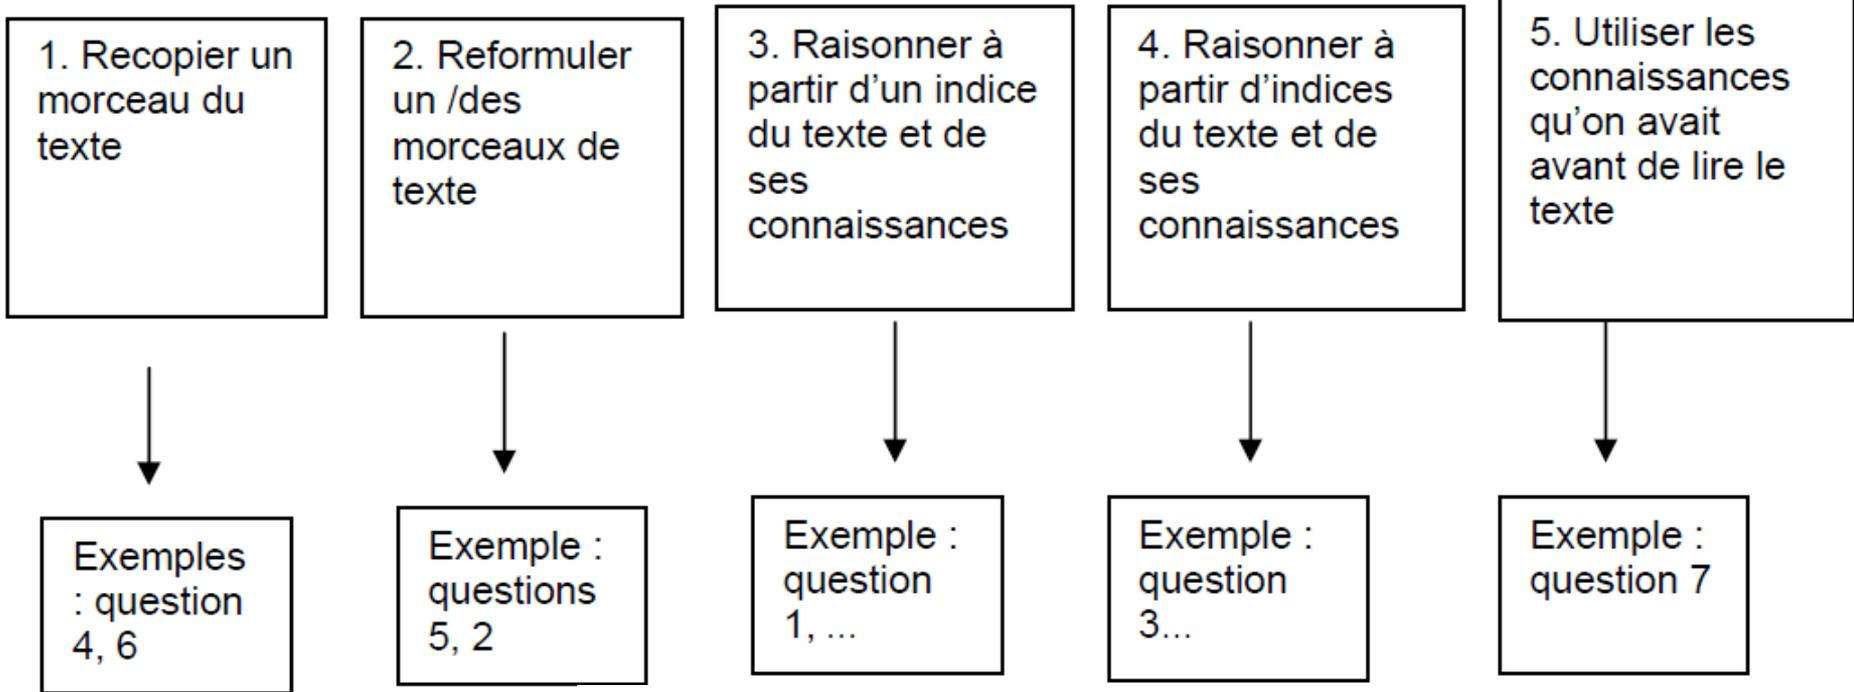 1. Recopier un
morceau du
texte
2. Reformuler
un /des
morceaux de
texte
3. Raisonner à
partir d'un indice
du texte et de
ses
connaissances
4. Raisonner à
partir d'indices
du texte et de
ses
connaissances
5. Utiliser les
connaissances
qu'on avait
avant de lire le
texte
Exemples
: question
4, 6
Exemple :
questions
5, 2
Exemple :
question
1, ...
Exemple :
question
3...
Exemple :
question 7